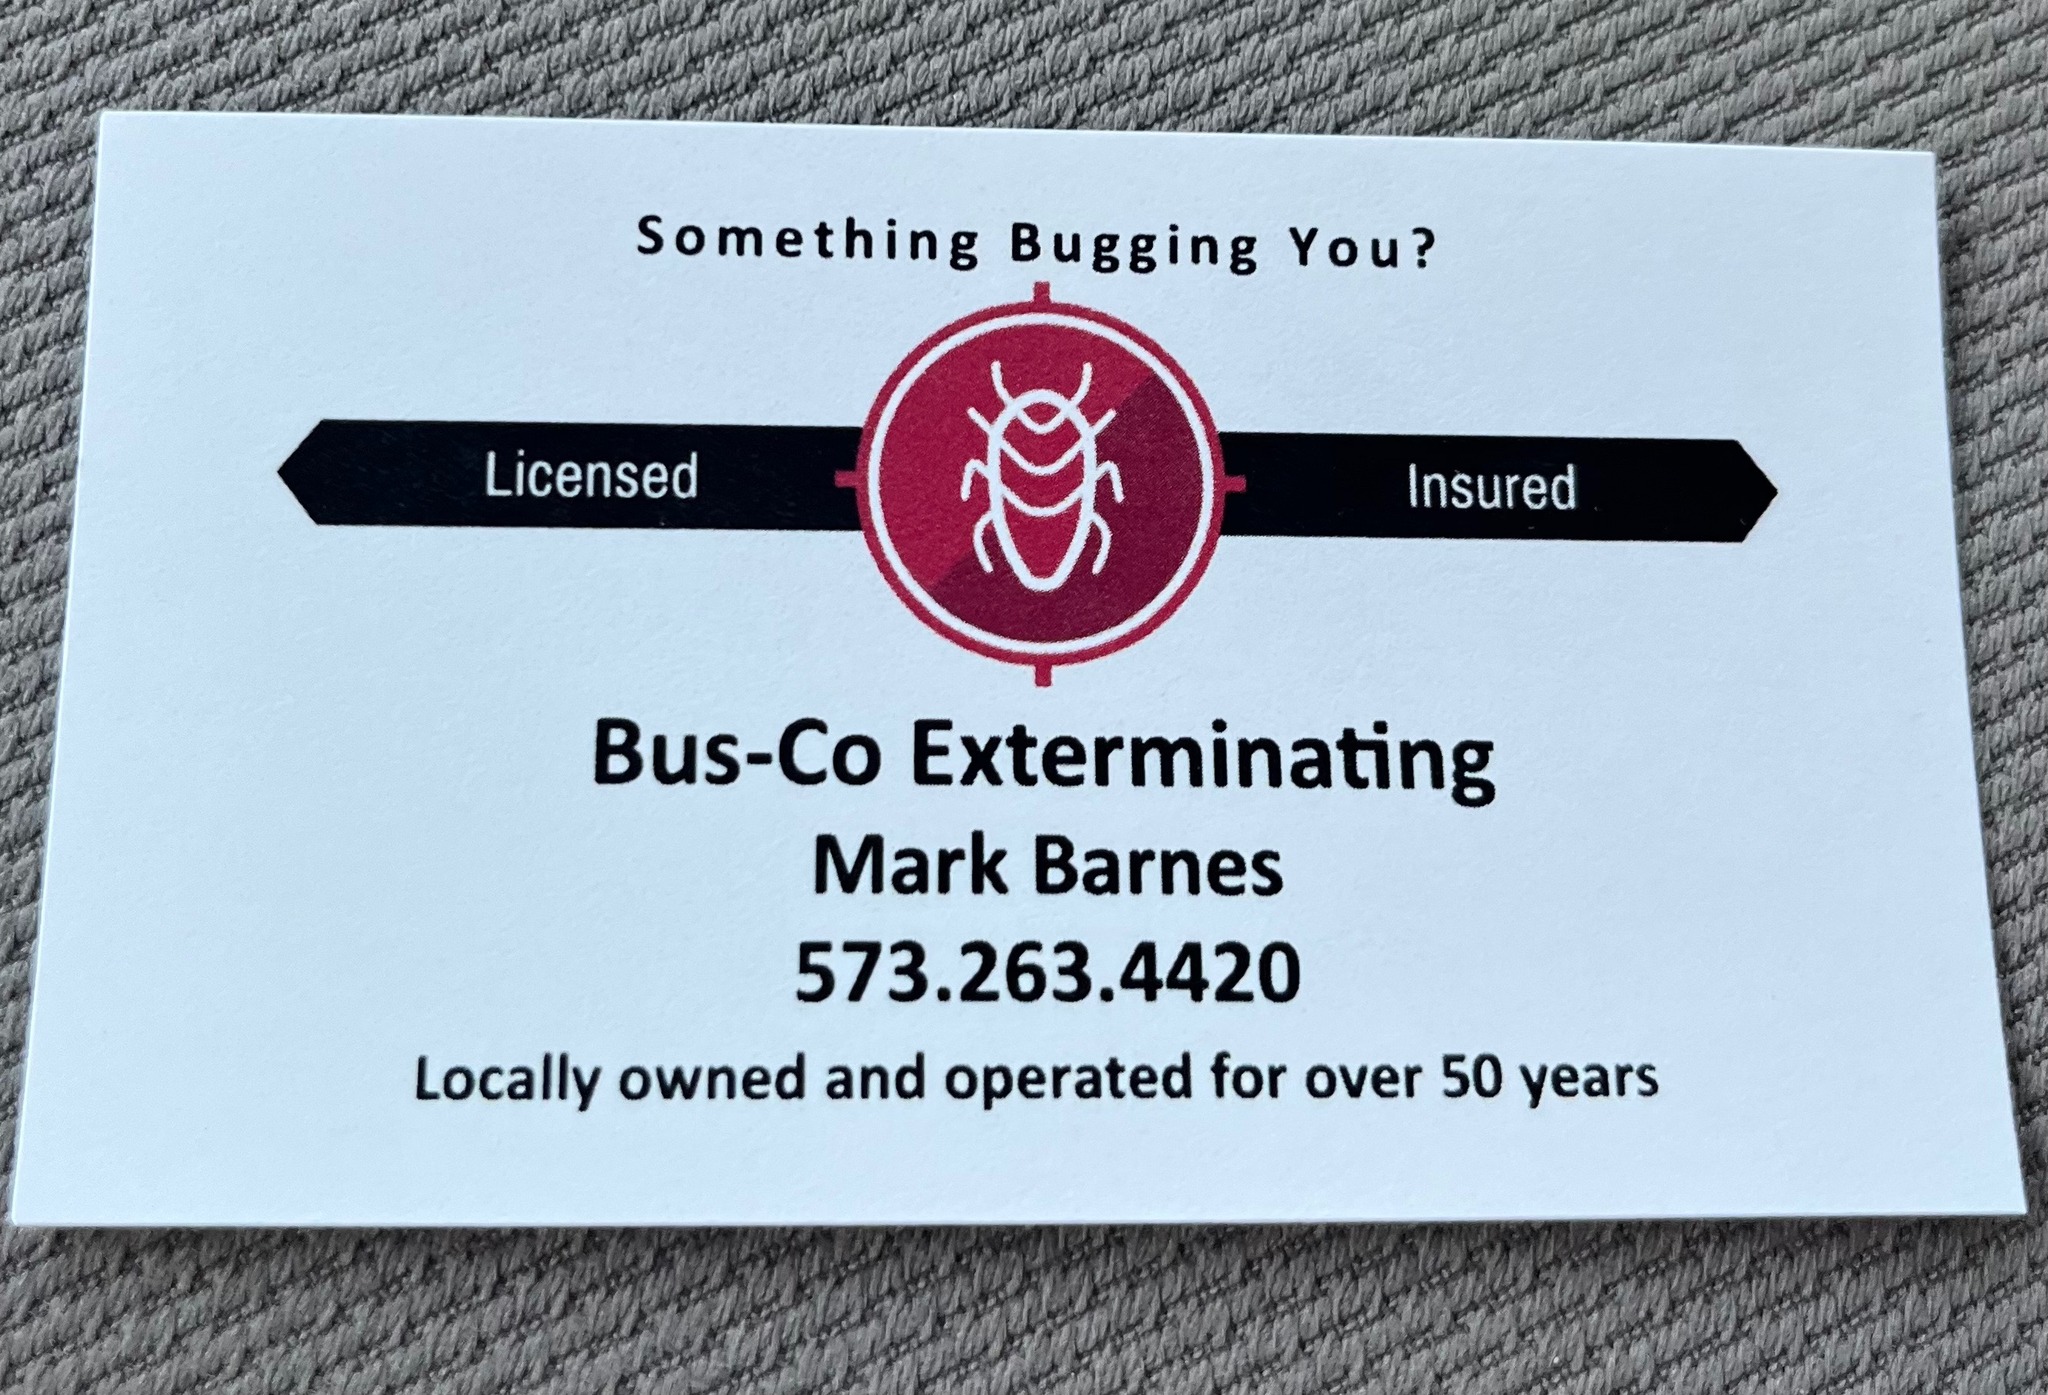 Something Bugging You?
Licensed
Insured
Bus-Co Exterminating
Mark Barnes
573.263.4420
Locally owned and operated for over 50 years